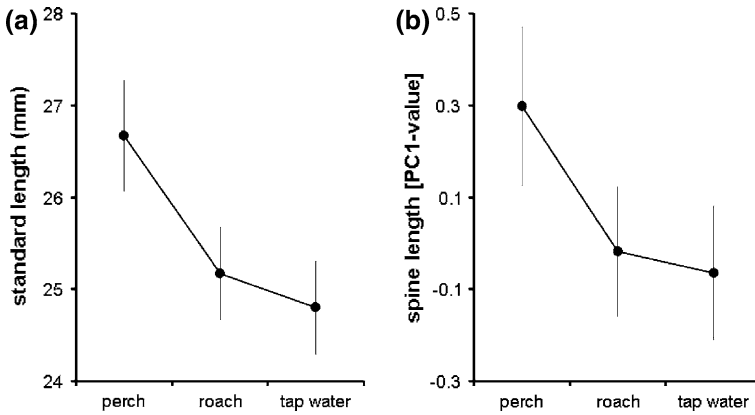 (a)
standard length (mm)
28
27
26
25
24
perch roach tap water
(b)
spine length [PC1-value]
0.5
0.3
0.1
-0.1
-0.3
perch roach tap water